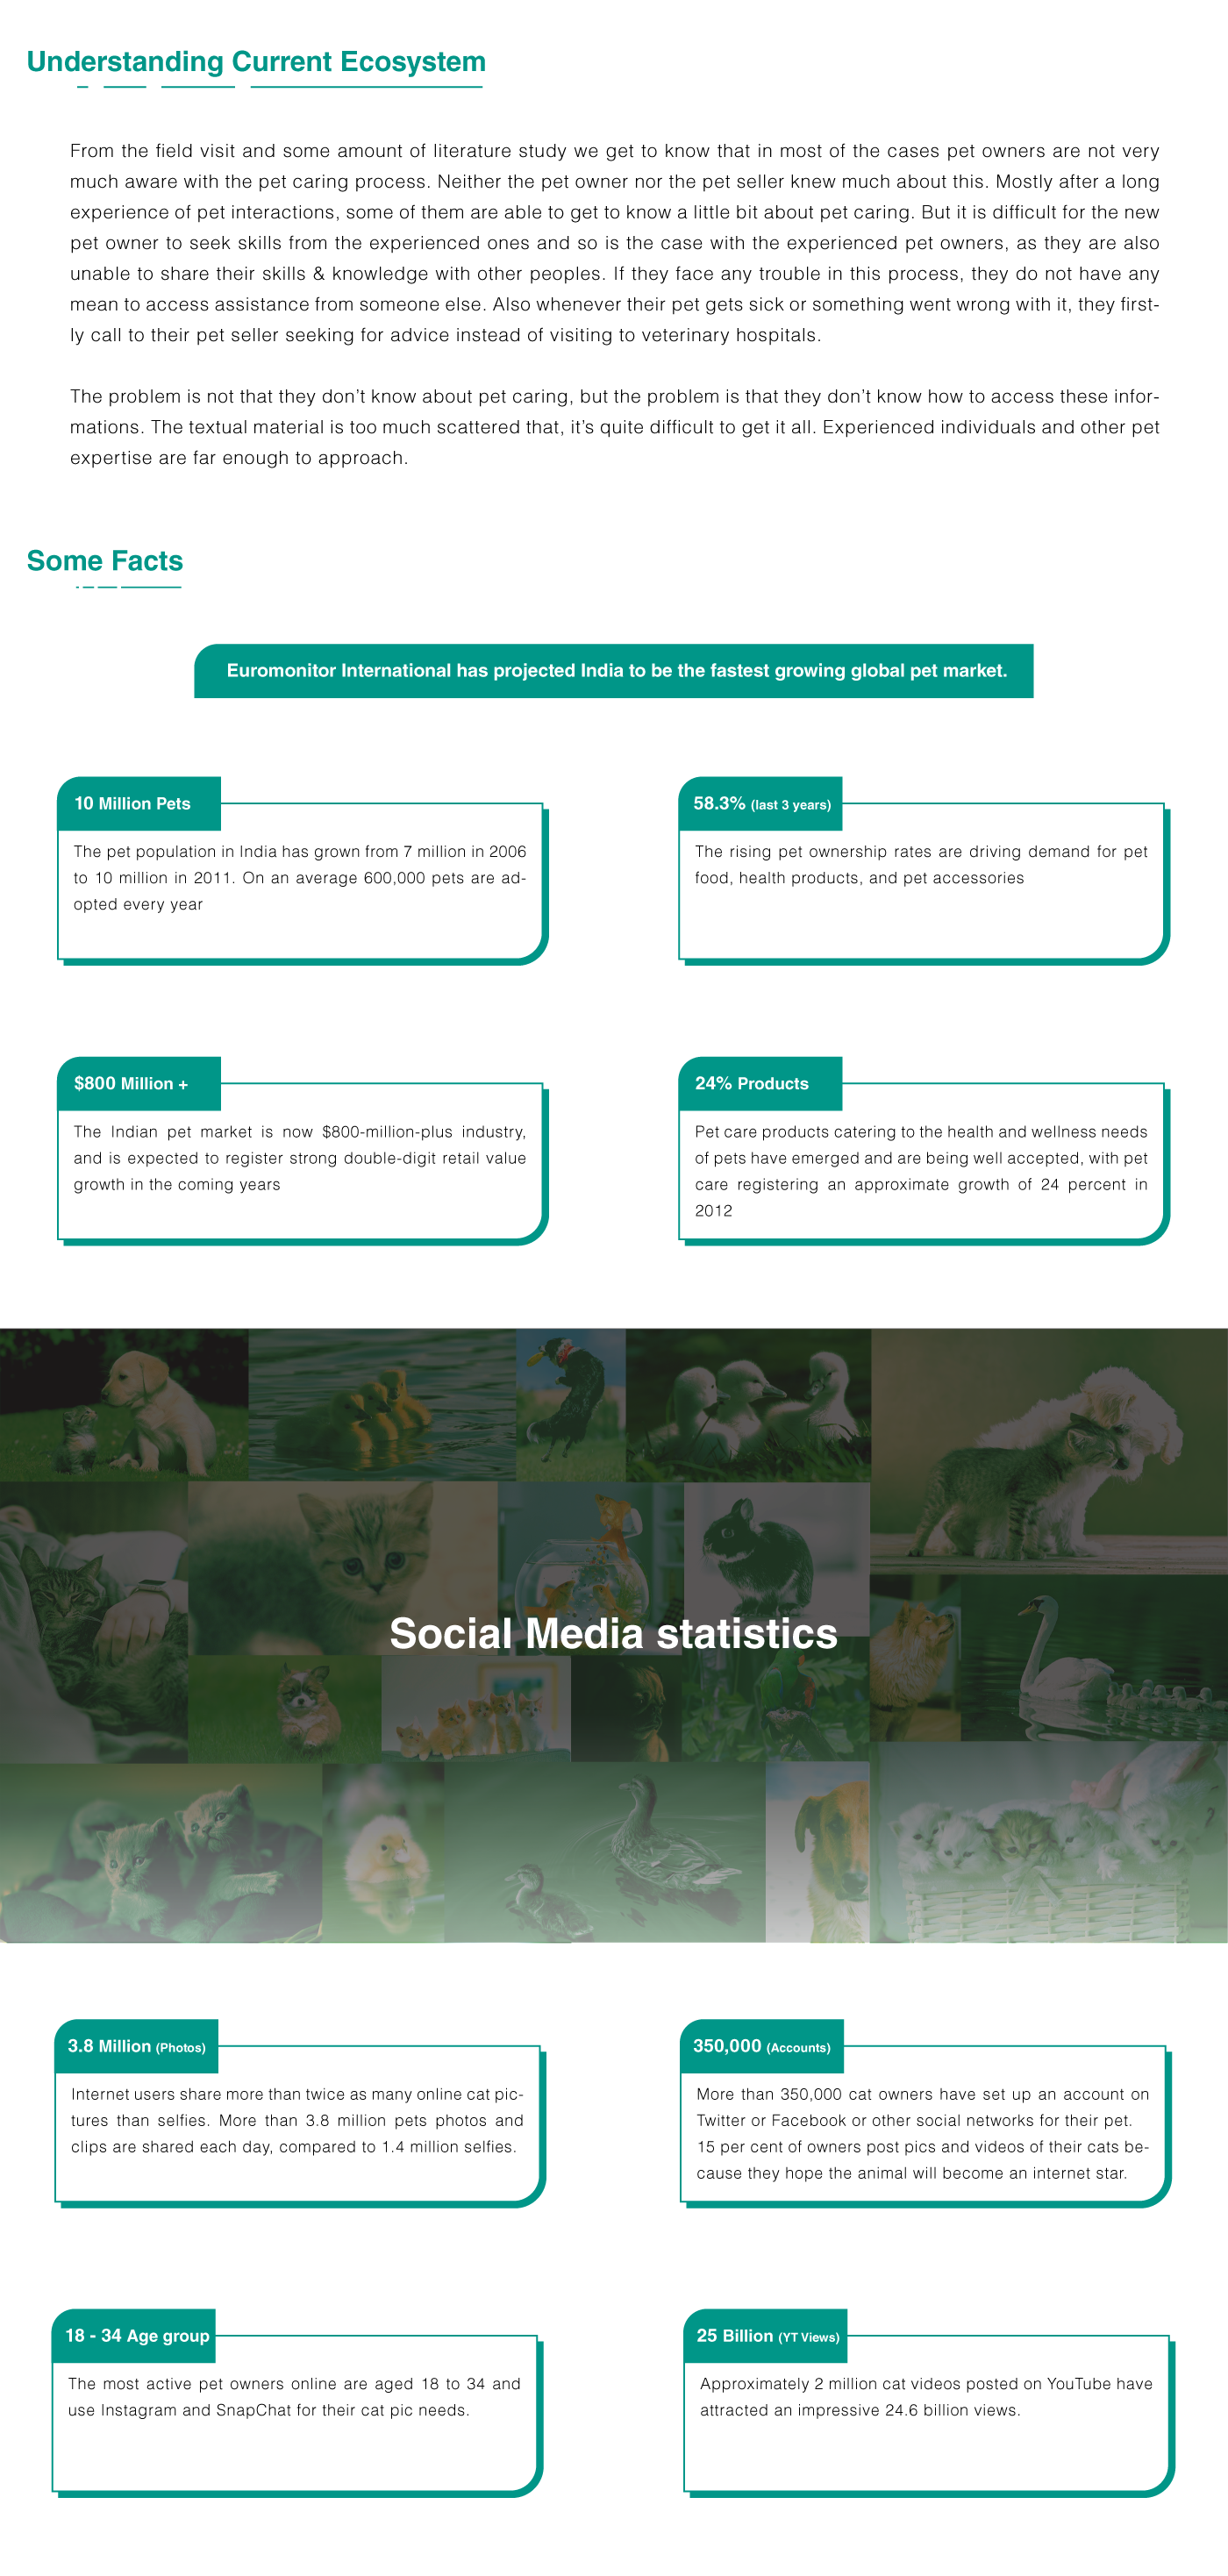 Understanding Current Ecosystem
From the field visit and some amount of literature study we get to know that in most of the cases pet owners are not very
much aware with the pet caring process. Neither the pet owner nor the pet seller knew much about this. Mostly after a long
experience of pet interactions, some of them are able to get to know a little bit about pet caring. But it is difficult for the new
pet owner to seek skills from the experienced ones and so is the case with the experienced pet owners, as they are also
unable to share their skills & knowledge with other peoples. If they face any trouble in this process, they do not have any
mean to access assistance from someone else. Also whenever their pet gets sick or something went wrong with it, they first-
ly call to their pet seller seeking for advice instead of visiting to veterinary hospitals.
The problem is not that they don’t know about pet caring, but the problem is that they don’t know how to access these infor-
mations. The textual material is too much scattered that, it’s quite difficult to get it all. Experienced individuals and other pet
expertise are far enough to approach.
Some Facts
Euromonitor International has projected India to be the fastest growing global pet market.
10 Million Pets
The pet population in India has grown from 7 million in 2006
to 10 million in 2011. On an average 600,000 pets are ad-
opted every year
58.3% (last 3 years)
The rising pet ownership rates are driving demand for pet
food, health products, and pet accessories
$800 Million +
The Indian pet market is now $800-million-plus industry,
and is expected to register strong double-digit retail value
growth in the coming years
24% Products
Pet care products catering to the health and wellness needs
of pets have emerged and are being well accepted, with pet
care registering an approximate growth of 24 percent in
2012
Social Media statistics
3.8 Million (Photos)
Internet users share more than twice as many online cat pic-
tures than selfies. More than 3.8 million pets photos and
clips are shared each day, compared to 1.4 million selfies.
350,000 (Accounts)
More than 350,000 cat owners have set up an account on
Twitter or Facebook or other social networks for their pet.
15 per cent of owners post pics and videos of their cats be-
cause they hope the animal will become an internet star.
18 - 34 Age group
The most active pet owners online are aged 18 to 34 and
use Instagram and SnapChat for their cat pic needs.
25 Billion (YT Views)
Approximately 2 million cat videos posted on YouTube have
attracted an impressive 24.6 billion views.